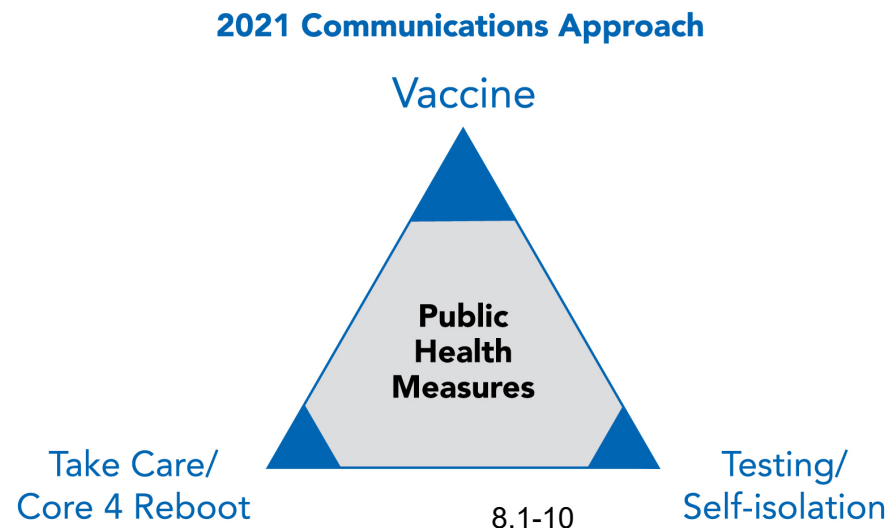 2021 Communications Approach
Vaccine
Public
Health
Measures
Take Care/
Core 4 Reboot
Testing/
Self-isolation
8.1-10